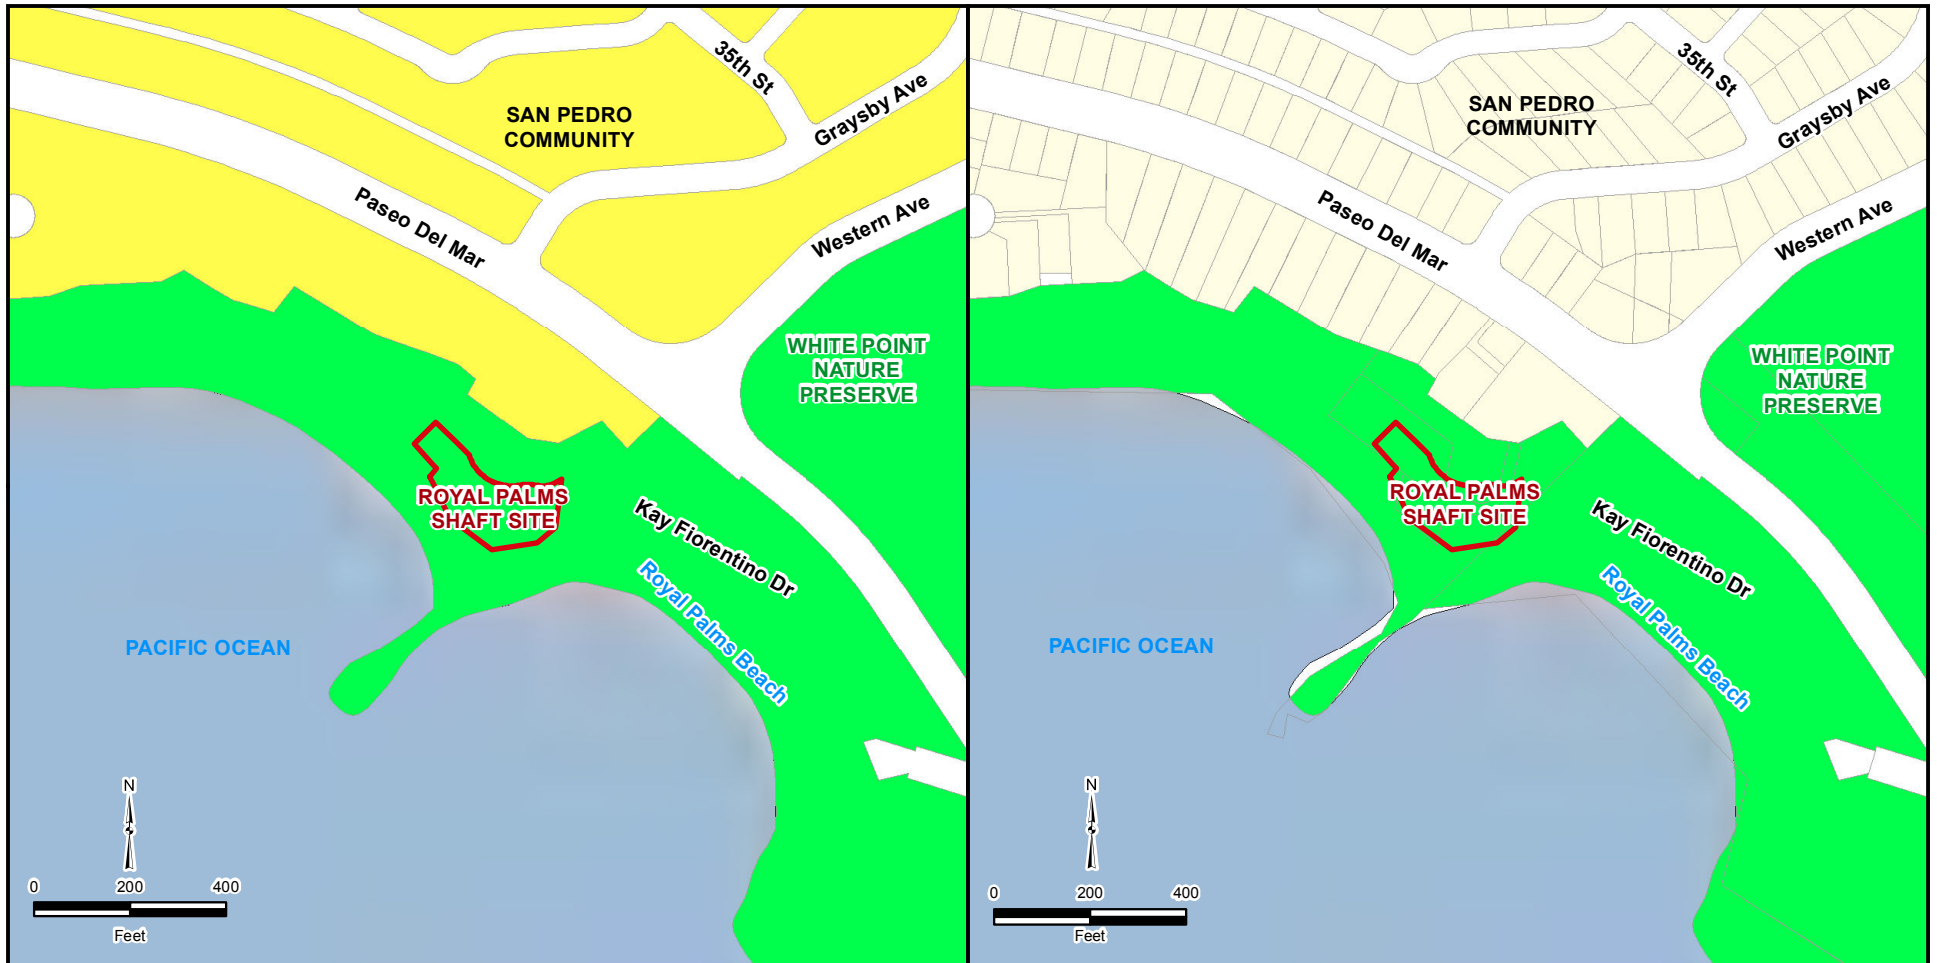 35th St
Graysby Ave
SAN PEDRO
COMMUNITY
Paseo Del Mar
Western Ave
WHITE POINT
NATURE
PRESERVE
ROYAL PALMS
SHAFT SITE
Kay Fiorentino Dr
Royal Palms Beach
PACIFIC OCEAN
N
0 200 400
Feet
35th St
Graysby Ave
SAN PEDRO
COMMUNITY
Paseo Del Mar
Western Ave
WHITE POINT
NATURE
PRESERVE
ROYAL PALMS
SHAFT SITE
Kay Fiorentino Dr
Royal Palms Beach
PACIFIC OCEAN
N
0 200 400
Feet